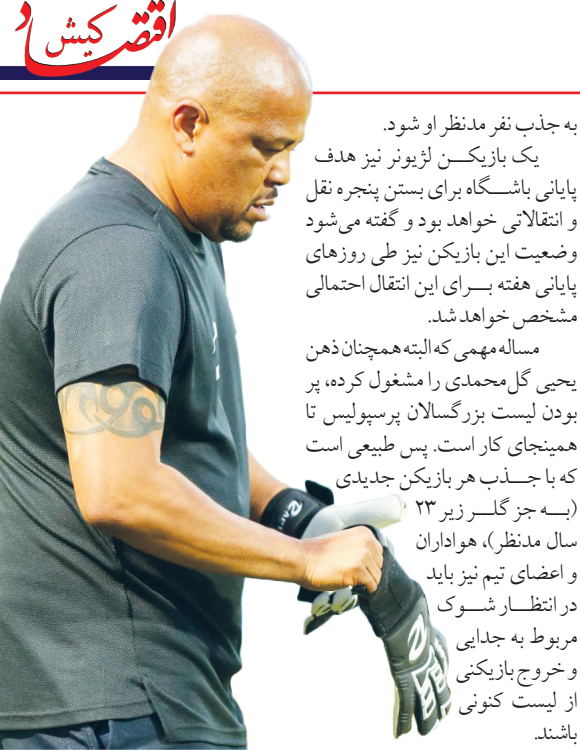 اقتصاد کیش
به جذب نفر مدنظر او شود.
یک بازیکن لژیونر نیز هدف
پایانی باشگاه برای بستن پنجره نقل
و انتقالاتی خواهد بود و گفته می‌شود
وضعیت این بازیکن نیز طی روزهای
پایانی هفته برای این انتقال احتمالی
مشخص خواهد شد.
مساله مهمی که البته همچنان ذهن
یحیی گل‌محمدی را مشغول کرده، پر
بودن لیست بزرگسالان پرسپولیس تا
همینجای کار است. پس طبیعی است
که با جذب هر بازیکن جدیدی
(به جز گلر زیر ۲۳
سال مدنظر)، هواداران
و اعضای تیم نیز باید
در انتظار شوک
مربوط به جدایی
و خروج بازیکنی
از لیست کنونی
باشند.